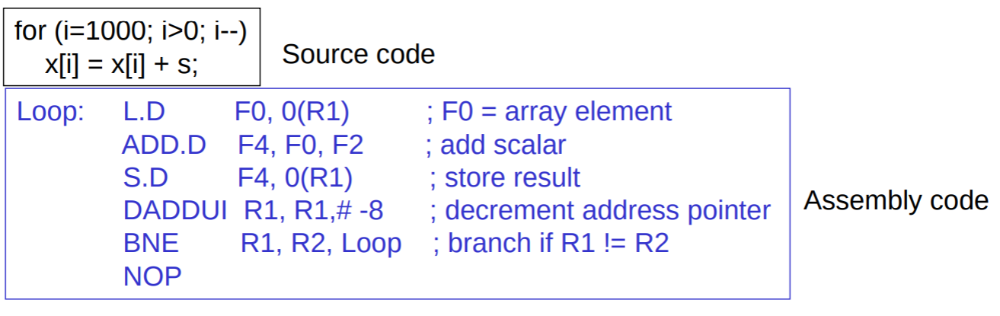 for (i=1000; i>0; i--)
x[i] = x[i] + s;
Source code
Loop: L.D F0, 0(R1) ; F0 = array element
ADD.D F4, F0, F2 ; add scalar
S.D F4, 0(R1) ; store result
DADDUI R1, R1,# -8 ; decrement address pointer
BNE R1, R2, Loop ; branch if R1 != R2
NOP
Assembly code